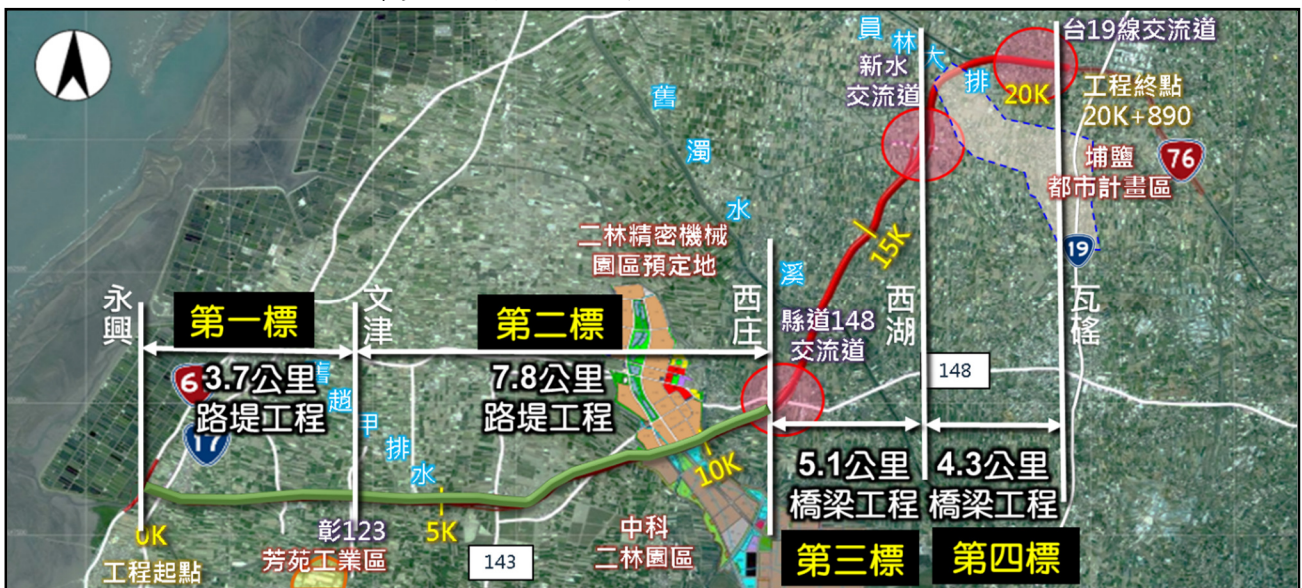 員林大排
台19線交流道
新水
交流道
舊濁水溪
20K
工程終點
20K+890
76
埔鹽
都市計畫區
二林精密機械
園區預定地
15K
19
永興
第一標
文津
第二標
西庄
縣道148
交流道
西湖
瓦磘
148
6
3.7公里
路堤工程
17
舊趙甲排水
7.8公里
路堤工程
10K
5.1公里
橋梁工程
4.3公里
橋梁工程
0K
工程起點
彰123
芳苑工業區
5K
143
中科
二林園區
第三標
第四標